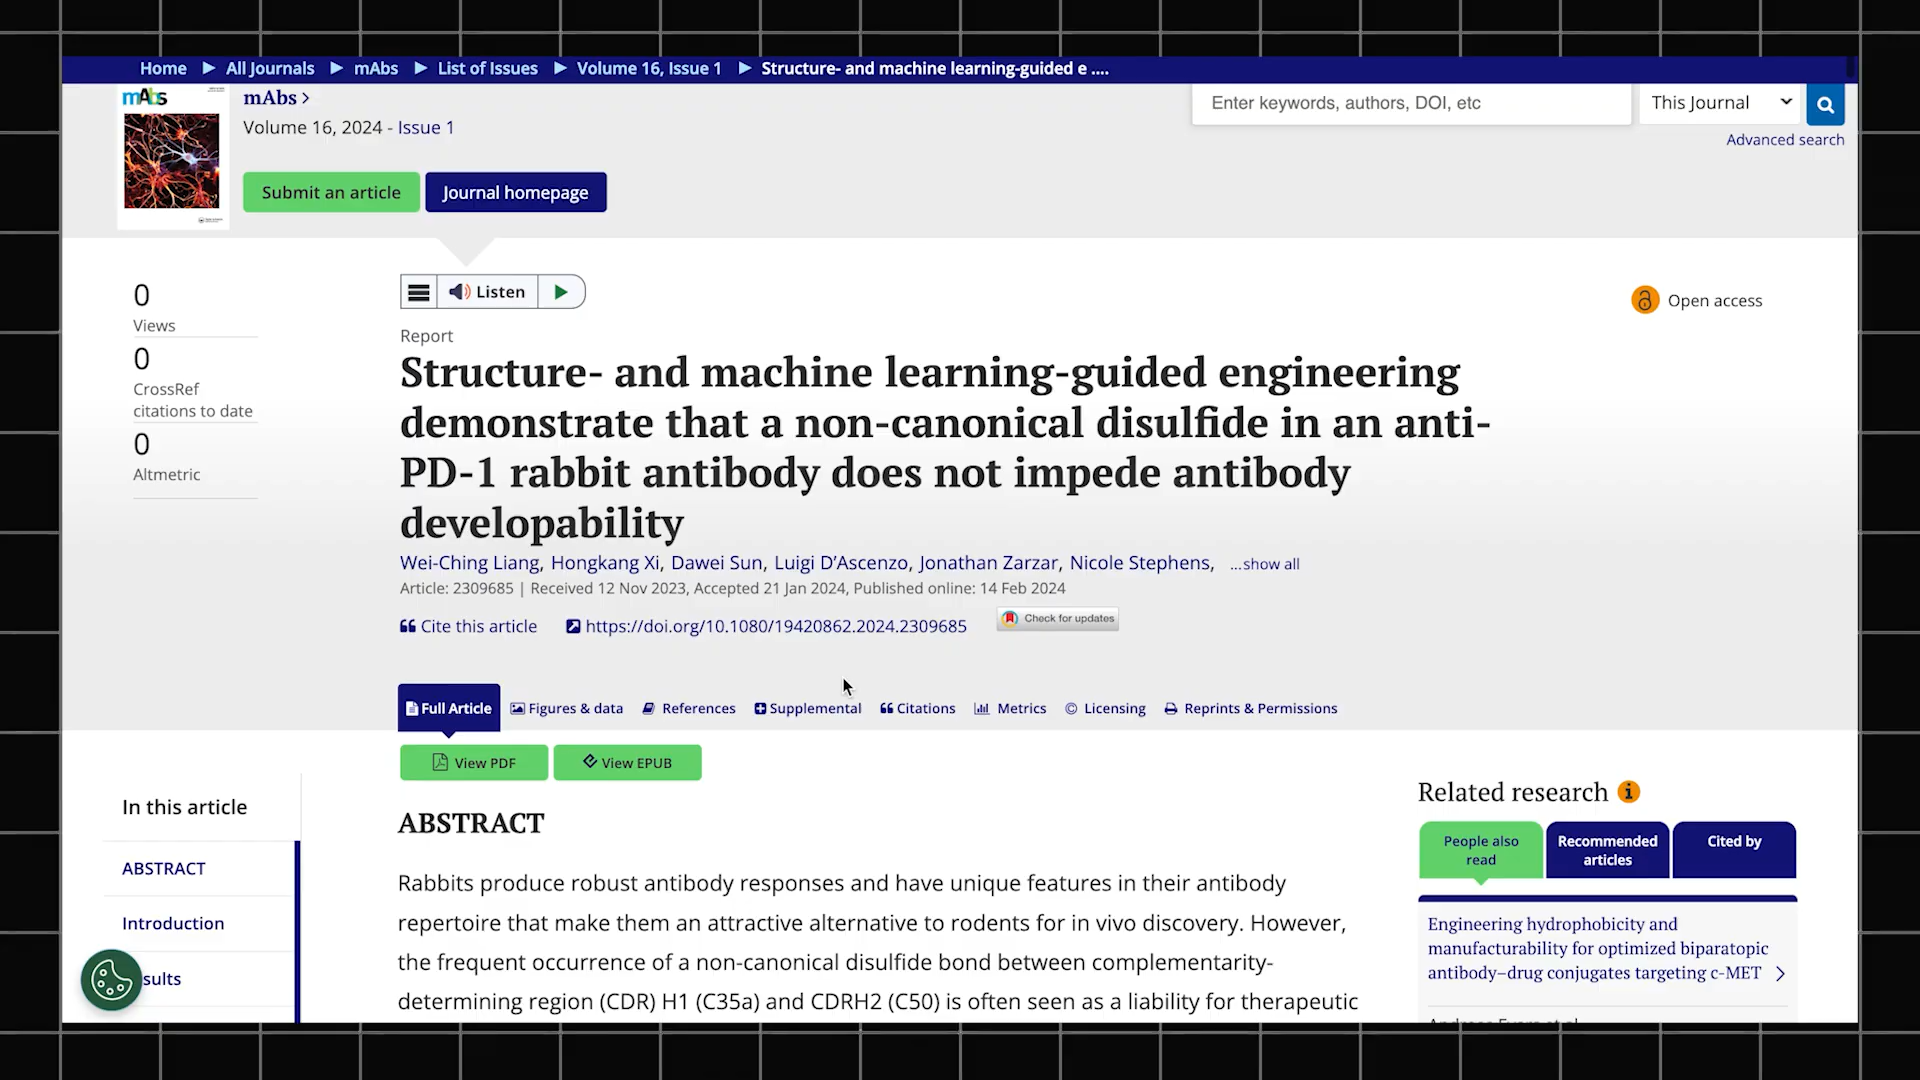 Home All Journals mAbs List of Issues Volume 16, Issue 1 Structure- and machine learning-guided e ....
mAbs
mAbs
Volume 16, 2024 - Issue 1
Enter keywords, authors, DOI, etc
This Journal
Advanced search
Submit an article
Journal homepage
0
Views
0
CrossRef
citations to date
0
Altmetric
Listen
Open access
Report
Structure- and machine learning-guided engineering
demonstrate that a non-canonical disulfide in an anti-
PD-1 rabbit antibody does not impede antibody
developability
Wei-Ching Liang, Hongkang Xi, Dawei Sun, Luigi D’Ascenzo, Jonathan Zarzar, Nicole Stephens, ...show all
Article: 2309685 | Received 12 Nov 2023, Accepted 21 Jan 2024, Published online: 14 Feb 2024
Cite this article https://doi.org/10.1080/19420862.2024.2309685 Check for updates
Full Article Figures & data References Supplemental Citations Metrics Licensing Reprints & Permissions
View PDF View EPUB
In this article
ABSTRACT
Introduction
sults
ABSTRACT
Rabbits produce robust antibody responses and have unique features in their antibody
repertoire that make them an attractive alternative to rodents for in vivo discovery. However,
the frequent occurrence of a non-canonical disulfide bond between complementarity-
determining region (CDR) H1 (C35a) and CDRH2 (C50) is often seen as a liability for therapeutic
Related research
People also
read
Recommended
articles
Cited by
Engineering hydrophobicity and
manufacturability for optimized biparatopic
antibody–drug conjugates targeting c-MET